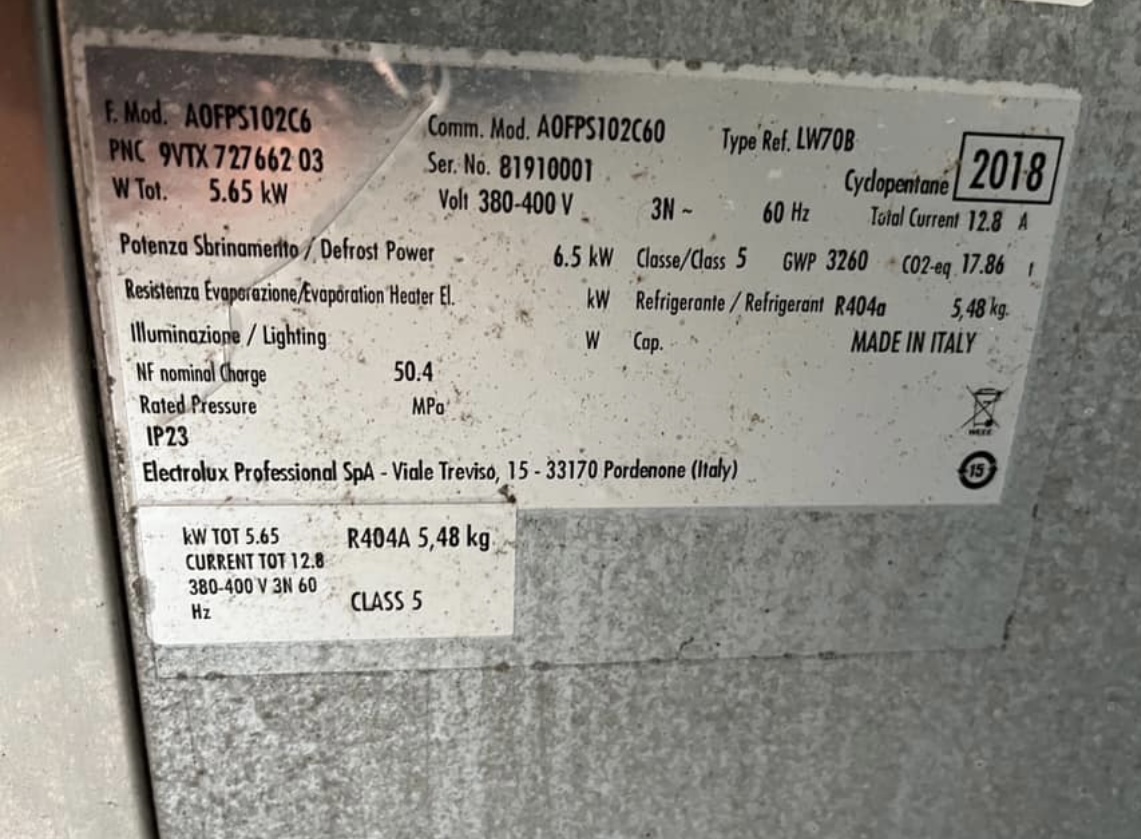 F. Mod. AOFPS102C6 Comm. Mod. AOFPS102C60 Type Ref. LW70B
PNC 9VTX 727662 03 Ser. No. 81910001 Cyclopentane 2018
W Tot. 5.65 kW Volt 380-400 V 3N ~ 60 Hz Total Current 12.8 A
Potenza Sbrinamento / Defrost Power 6.5 kW Classe/Class 5 GWP 3260 CO2-eq 17.86 t
Resistenza Evaporazione/Evaporation Heater El. kW Refrigerante / Refrigerant R404a 5,48 kg.
Illuminazione / Lighting W Cap. MADE IN ITALY
NF nominal Charge 50.4
Rated Pressure MPa
IP23
WEEE
Electrolux Professional SpA - Viale Treviso, 15 - 33170 Pordenone (Italy)
15
kW TOT 5.65 R404A 5,48 kg
CURRENT TOT 12.8
380-400 V 3N 60
Hz CLASS 5